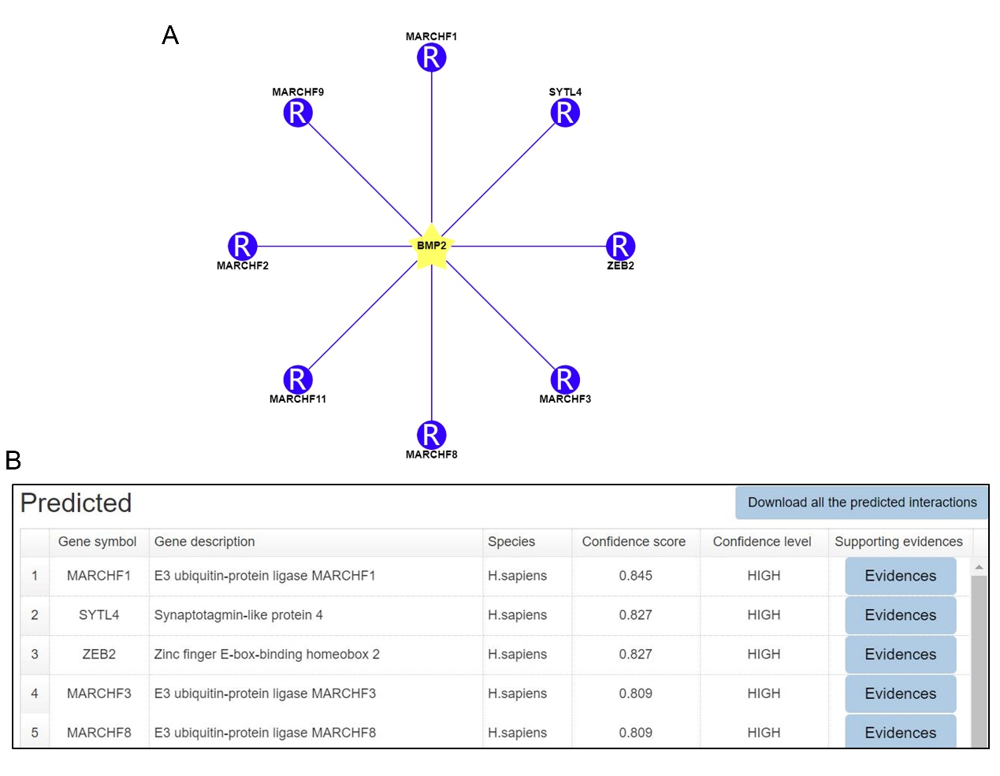 A
MARCHF1
R
MARCHF9
SYTL4
R
R
BMP2
R
R
MARCHF2
ZEB2
R
R
MARCHF11
MARCHF3
R
MARCHF8
B
Predicted
Download all the predicted interactions
Gene symbol Gene description Species Confidence score Confidence level Supporting evidences
1 MARCHF1 E3 ubiquitin-protein ligase MARCHF1 H.sapiens 0.845 HIGH Evidences
2 SYTL4 Synaptotagmin-like protein 4 H.sapiens 0.827 HIGH Evidences
3 ZEB2 Zinc finger E-box-binding homeobox 2 H.sapiens 0.827 HIGH Evidences
4 MARCHF3 E3 ubiquitin-protein ligase MARCHF3 H.sapiens 0.809 HIGH Evidences
5 MARCHF8 E3 ubiquitin-protein ligase MARCHF8 H.sapiens 0.809 HIGH Evidences